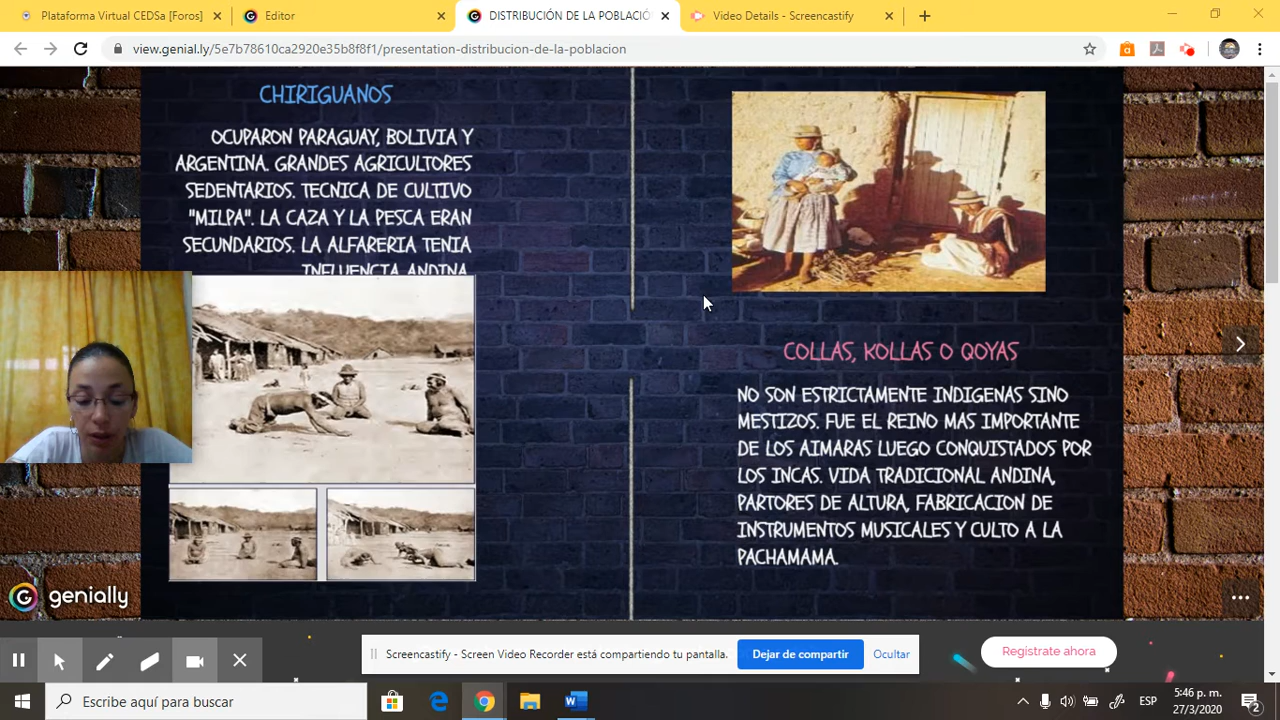 Plataforma Virtual CEDSa [Foros]
Editor
DISTRIBUCIÓN DE LA POBLACIÓ
Video Details - Screencastify
view.genial.ly/5e7b78610ca2920e35b8f8f1/presentation-distribucion-de-la-poblacion
CHIRIGUANOS
OCUPARON PARAGUAY, BOLIVIA Y
ARGENTINA. GRANDES AGRICULTORES
SEDENTARIOS. TECNICA DE CULTIVO
"MILPA". LA CAZA Y LA PESCA ERAN
SECUNDARIOS. LA ALFARERIA TENIA
INFLUENCIA ANDINA.
COLLAS, KOLLAS O QOYAS
NO SON ESTRICTAMENTE INDIGENAS SINO
MESTIZOS. FUE EL REINO MAS IMPORTANTE
DE LOS AIMARAS LUEGO CONQUISTADOS POR
LOS INCAS. VIDA TRADICIONAL ANDINA,
PARTORES DE ALTURA, FABRICACION DE
INSTRUMENTOS MUSICALES Y CULTO A LA
PACHAMAMA.
genially
Screencastify - Screen Video Recorder está compartiendo tu pantalla.
Dejar de compartir
Ocultar
Registrate ahora
Escribe aquí para buscar
W
ESP
5:46 p. m.
27/3/2020
2